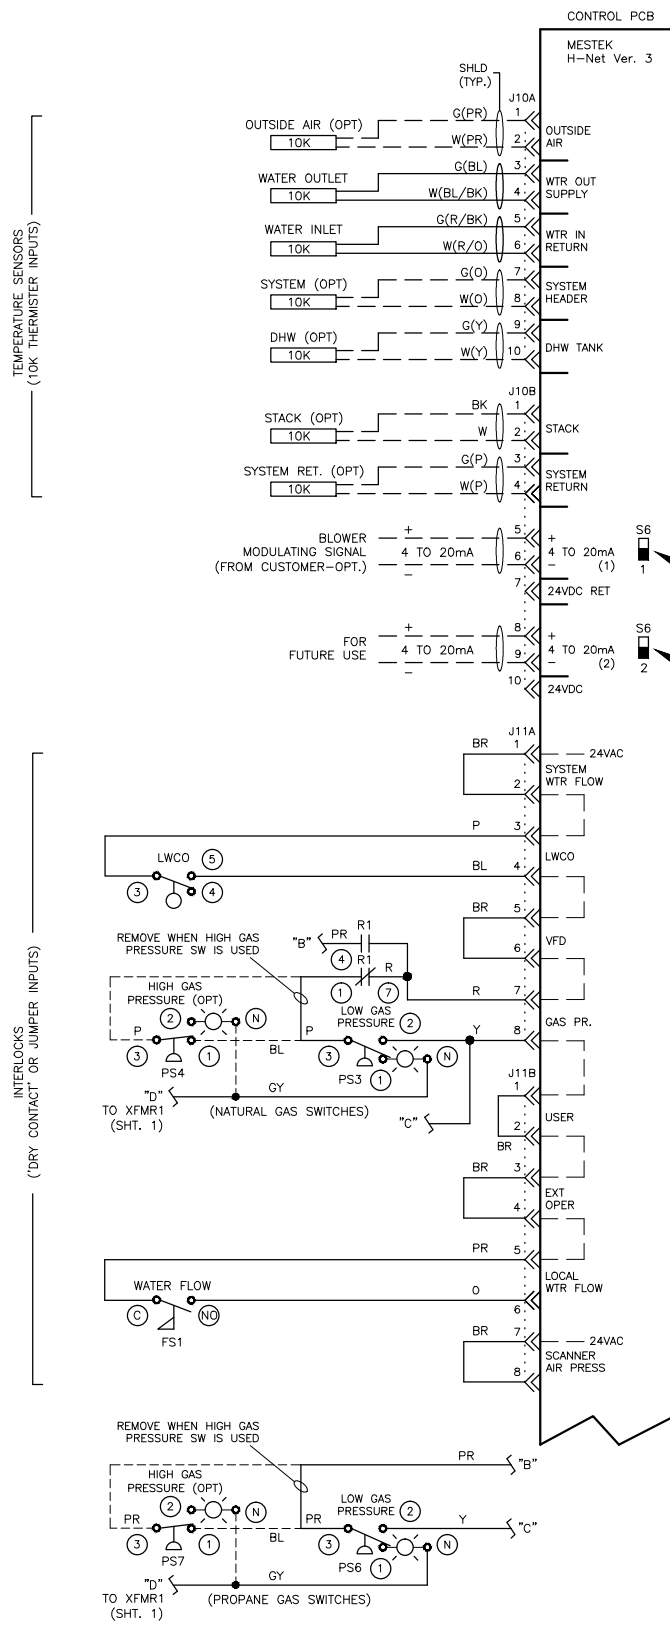 CONTROL PCB
MESTEK
H-Net Ver. 3
SHLD
(TYP.)
J10A
TEMPERATURE SENSORS
(10K THERMISTER INPUTS)
OUTSIDE AIR (OPT)
10K
G(PR) 1
W(PR) 2
OUTSIDE
AIR
WATER OUTLET
10K
G(BL) 3
W(BL/BK) 4
WTR OUT
SUPPLY
WATER INLET
10K
G(R/BK) 5
W(R/O) 6
WTR IN
RETURN
SYSTEM (OPT)
10K
G(O) 7
W(O) 8
SYSTEM
HEADER
DHW (OPT)
10K
G(Y) 9
W(Y) 10
DHW TANK
J10B
STACK (OPT)
10K
BK 1
W 2
STACK
SYSTEM RET. (OPT)
10K
G(P) 3
W(P) 4
SYSTEM
RETURN
BLOWER
MODULATING SIGNAL
(FROM CUSTOMER-OPT.)
+
4 TO 20mA
−
5
6
+
4 TO 20mA
− (1)
S6
1
7 24VDC RET
FOR
FUTURE USE
+
4 TO 20mA
−
8
9
+
4 TO 20mA
− (2)
S6
2
10 24VDC
INTERLOCKS
('DRY CONTACT' OR JUMPER INPUTS)
J11A
BR 1 24VAC
2
SYSTEM
WTR FLOW
P 3
LWCO 5
3 4
BL 4
LWCO
BR 5
6
VFD
REMOVE WHEN HIGH GAS
PRESSURE SW IS USED
"B" PR R1
4 R1 R
1 7
R 7
HIGH GAS
PRESSURE (OPT)
2 N
P
3 1 BL
PS4
LOW GAS
PRESSURE 2
P
3 N
PS3 1
Y 8
GAS PR.
"D"
TO XFMR1
(SHT. 1)
GY
(NATURAL GAS SWITCHES)
"C"
J11B
1
2
BR
USER
BR 3
4
EXT
OPER
PR 5
WATER FLOW
C NO
FS1
O
6
LOCAL
WTR FLOW
BR 7 24VAC
8
SCANNER
AIR PRESS
REMOVE WHEN HIGH GAS
PRESSURE SW IS USED
PR "B"
HIGH GAS
PRESSURE (OPT)
2 N
PR
3 1 BL
PS7
LOW GAS
PRESSURE 2
PR
3 N
PS6 1
Y "C"
"D"
TO XFMR1
(SHT. 1)
GY
(PROPANE GAS SWITCHES)